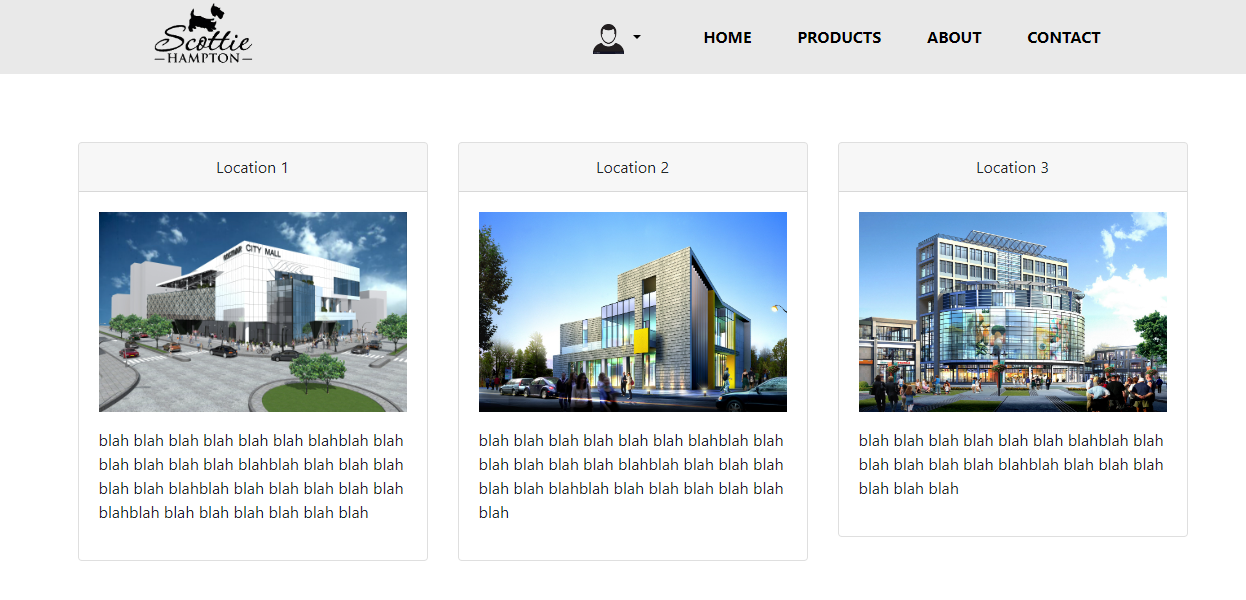 Scottie
HAMPTON
HOME PRODUCTS ABOUT CONTACT
Location 1
CITY MALL
blah blah blah blah blah blah blahblah blah
blah blah blah blah blahblah blah blah blah
blah blah blahblah blah blah blah blah blah
blahblah blah blah blah blah blah blah
Location 2
blah blah blah blah blah blah blahblah blah
blah blah blah blah blahblah blah blah blah
blah blah blahblah blah blah blah blah blah
blah
Location 3
blah blah blah blah blah blah blahblah blah
blah blah blah blah blahblah blah blah blah
blah blah blah